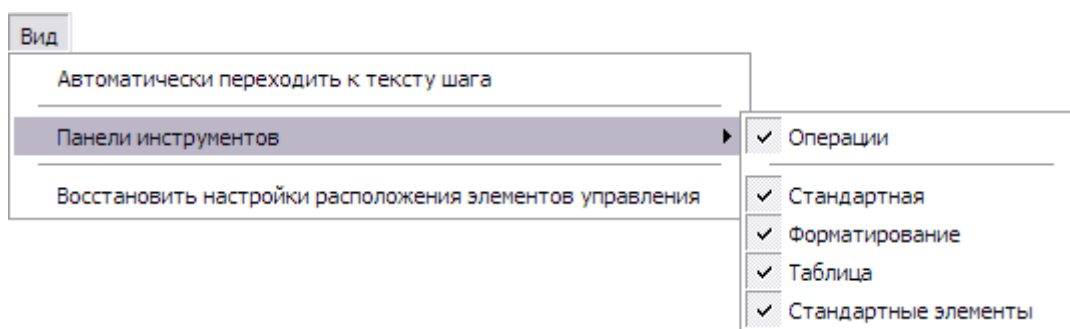 Вид
Автоматически переходить к тексту шага
Панели инструментов
Восстановить настройки расположения элементов управления
Операции
Стандартная
Форматирование
Таблица
Стандартные элементы